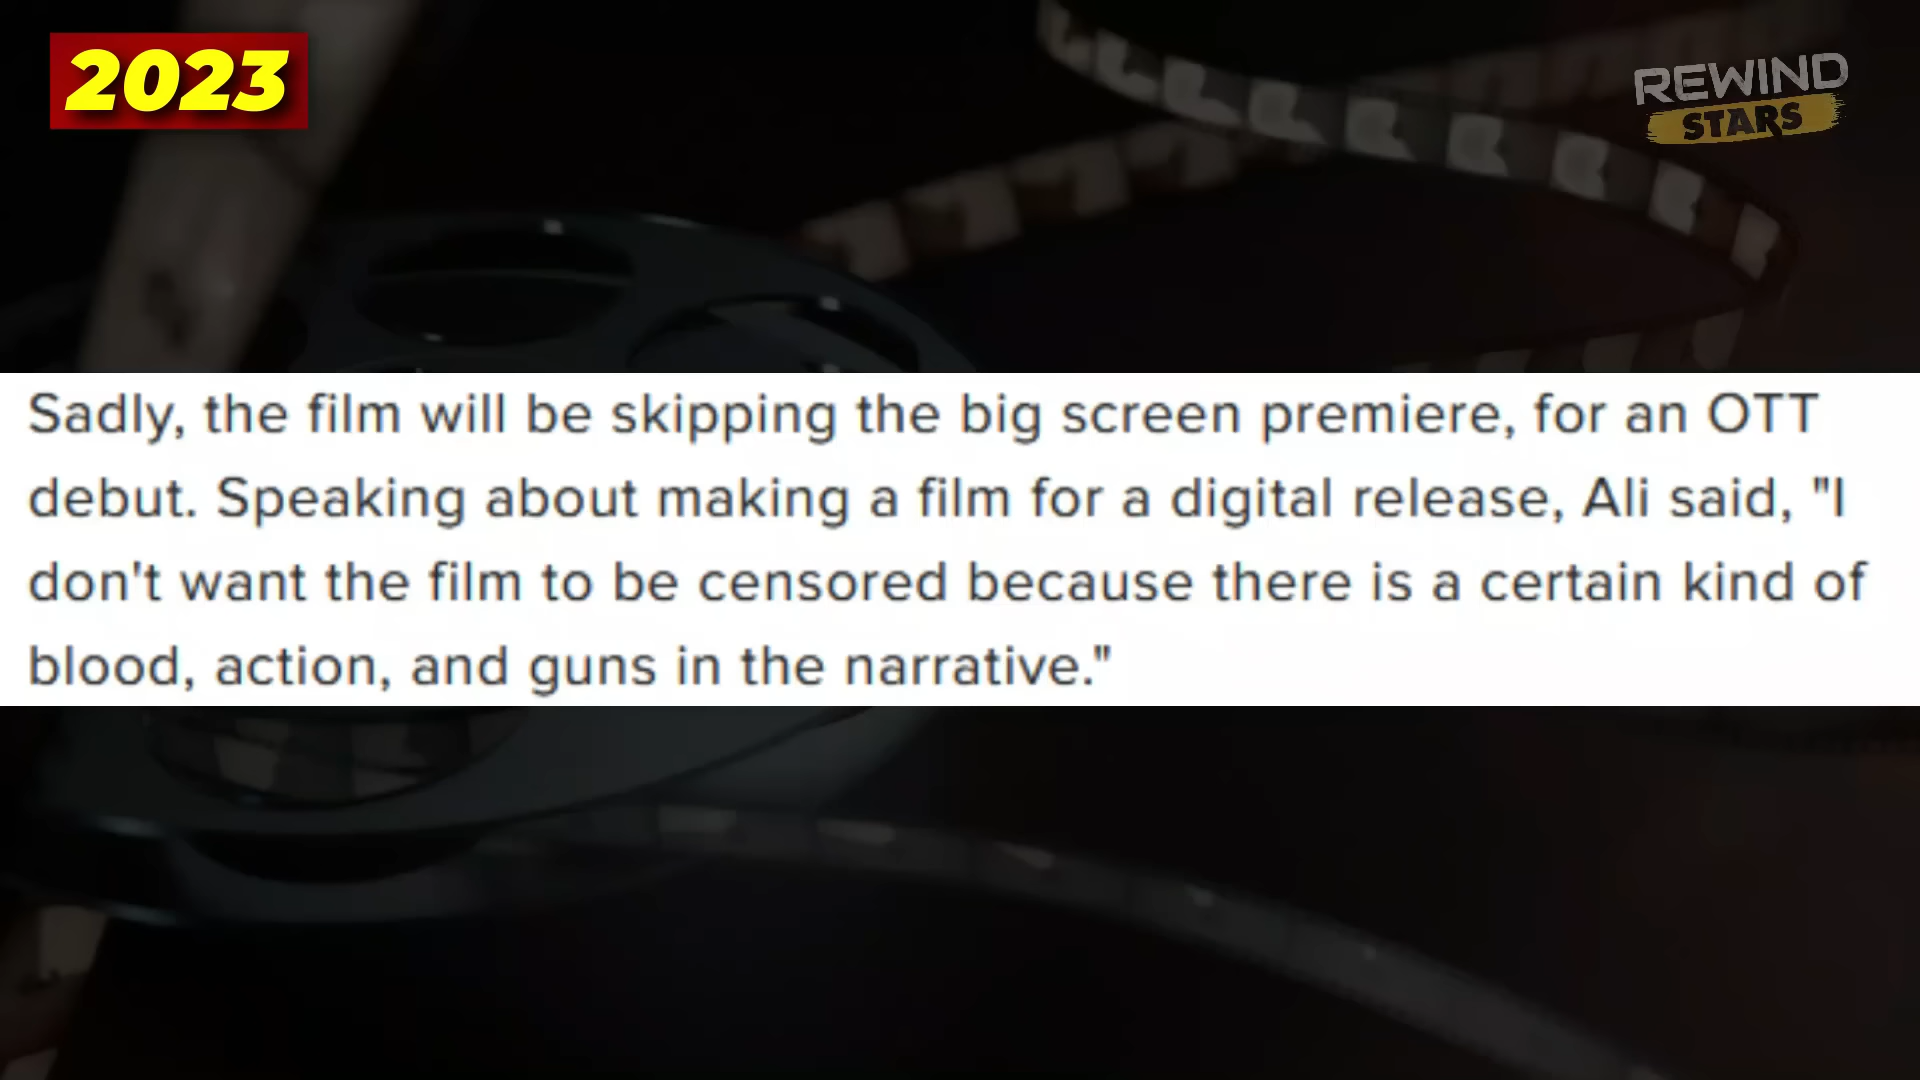 2023
REWIND
STARS
Sadly, the film will be skipping the big screen premiere, for an OTT
debut. Speaking about making a film for a digital release, Ali said, "I
don't want the film to be censored because there is a certain kind of
blood, action, and guns in the narrative."